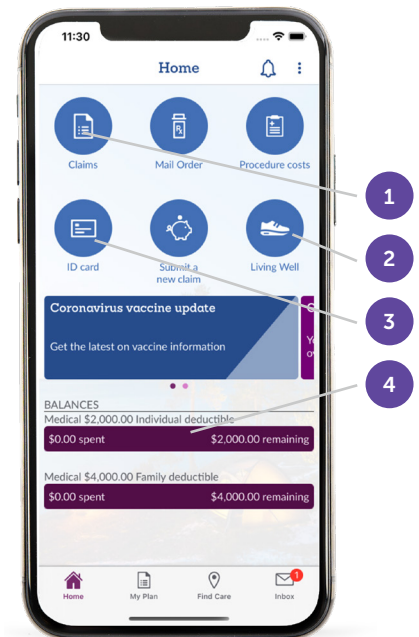 11:30
Home
Claims
Mail Order
Procedure costs
1
ID card
Submit a
new claim
Living Well
2
Coronavirus vaccine update
Get the latest on vaccine information
3
BALANCES
Medical $2,000.00 Individual deductible
$0.00 spent
$2,000.00 remaining
4
Medical $4,000.00 Family deductible
$0.00 spent
$4,000.00 remaining
Home
My Plan
Find Care
Inbox
1